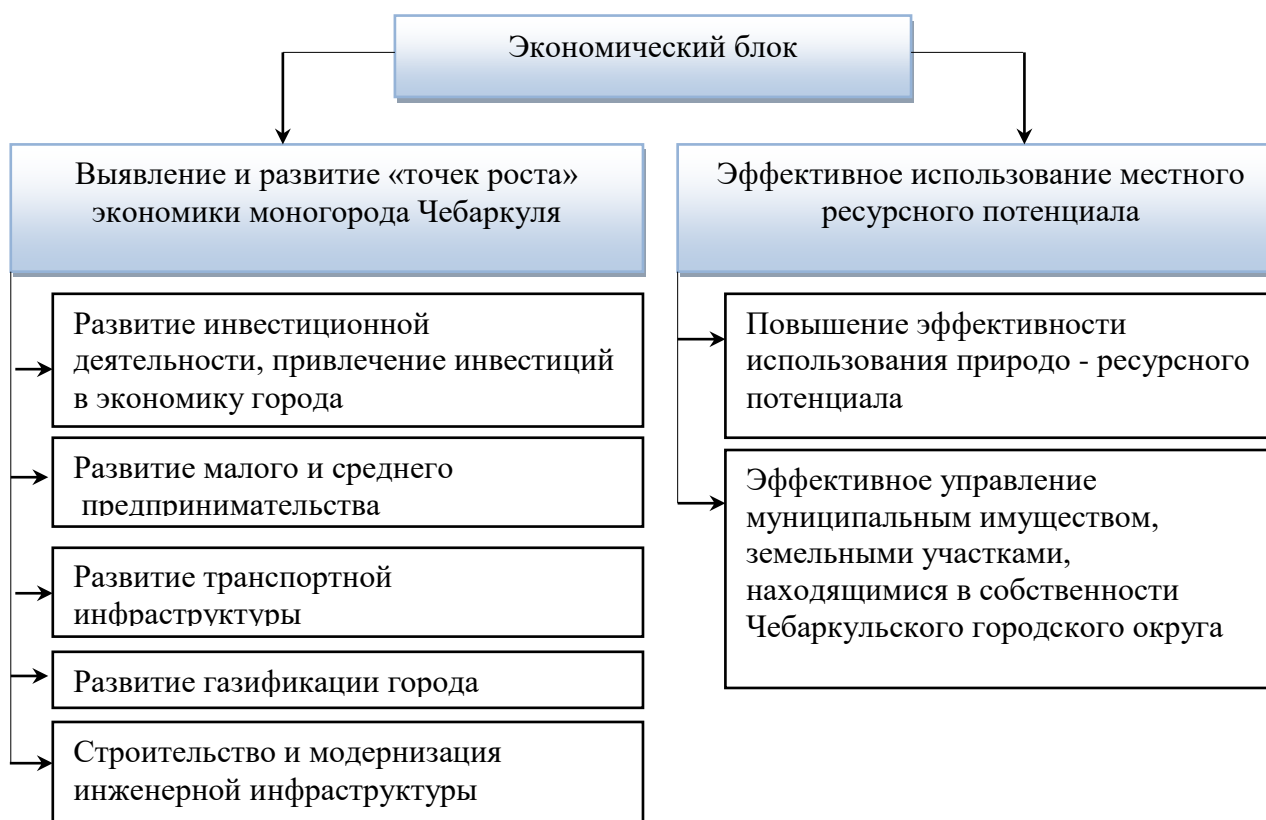 Экономический блок
Выявление и развитие «точек роста»
экономики моногорода Чебаркуля
Развитие инвестиционной
деятельности, привлечение инвестиций
в экономику города
Развитие малого и среднего
предпринимательства
Развитие транспортной
инфраструктуры
Развитие газификации города
Строительство и модернизация
инженерной инфраструктуры
Эффективное использование местного
ресурсного потенциала
Повышение эффективности
использования природо - ресурсного
потенциала
Эффективное управление
муниципальным имуществом,
земельными участками,
находящимися в собственности
Чебаркульского городского округа